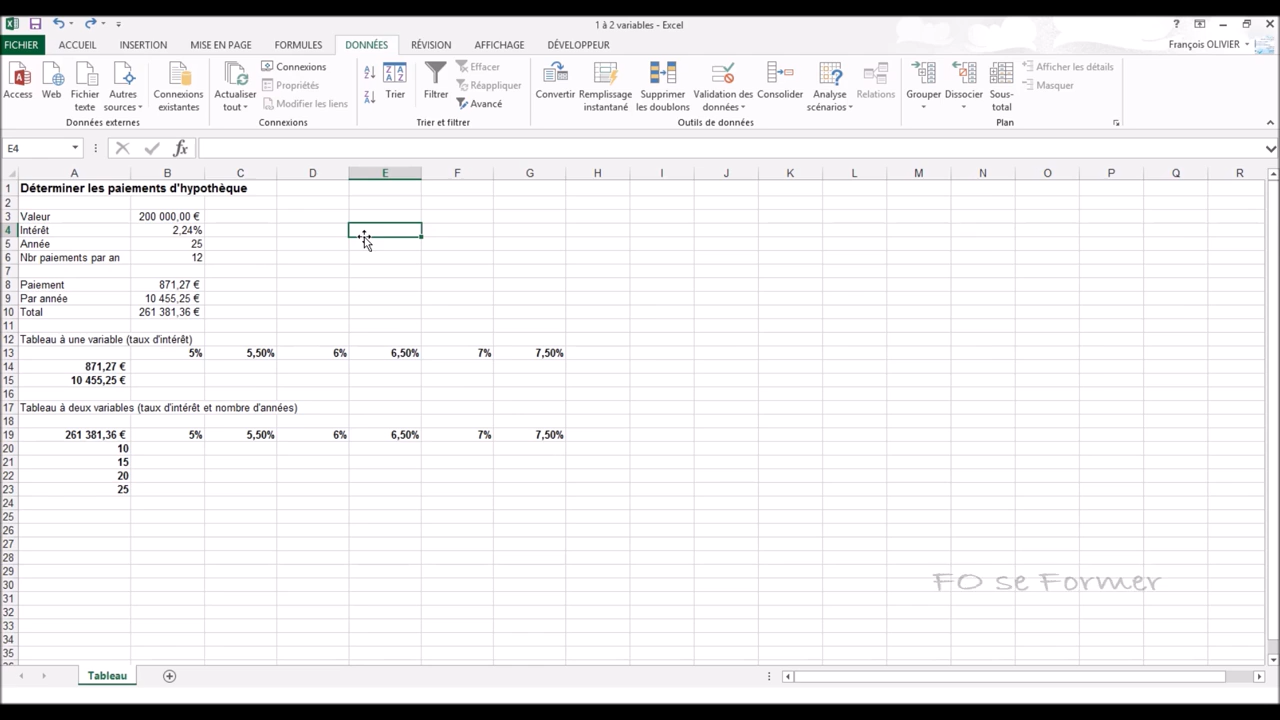 1 à 2 variables - Excel
FICHIER ACCUEIL INSERTION MISE EN PAGE FORMULES DONNÉES RÉVISION AFFICHAGE DÉVELOPPEUR François OLIVIER
Access Web Fichier texte Autres sources Connexions existantes
Données externes
Actualiser tout Connexions Propriétés Modifier les liens
Connexions
Trier Filtrer Effacer Réappliquer Avancé
Trier et filtrer
Convertir Remplissage instantané Supprimer les doublons Validation des données Consolider Analyse scénarios Relations
Outils de données
Grouper Dissocier Sous-total Afficher les détails Masquer
Plan
E4 fx
A B C D E F G H I J K L M N O P Q R
1 Déterminer les paiements d'hypothèque
2
3 Valeur 200 000,00 €
4 Intérêt 2,24%
5 Année 25
6 Nbr paiements par an 12
7
8 Paiement 871,27 €
9 Par année 10 455,25 €
10 Total 261 381,36 €
11
12 Tableau à une variable (taux d'intérêt)
13 5% 5,50% 6% 6,50% 7% 7,50%
14 871,27 €
15 10 455,25 €
16
17 Tableau à deux variables (taux d'intérêt et nombre d'années)
18
19 261 381,36 € 5% 5,50% 6% 6,50% 7% 7,50%
20 10
21 15
22 20
23 25
24
25
26
27
28
29
30
31
32
33
34
35
FO se Former
Tableau